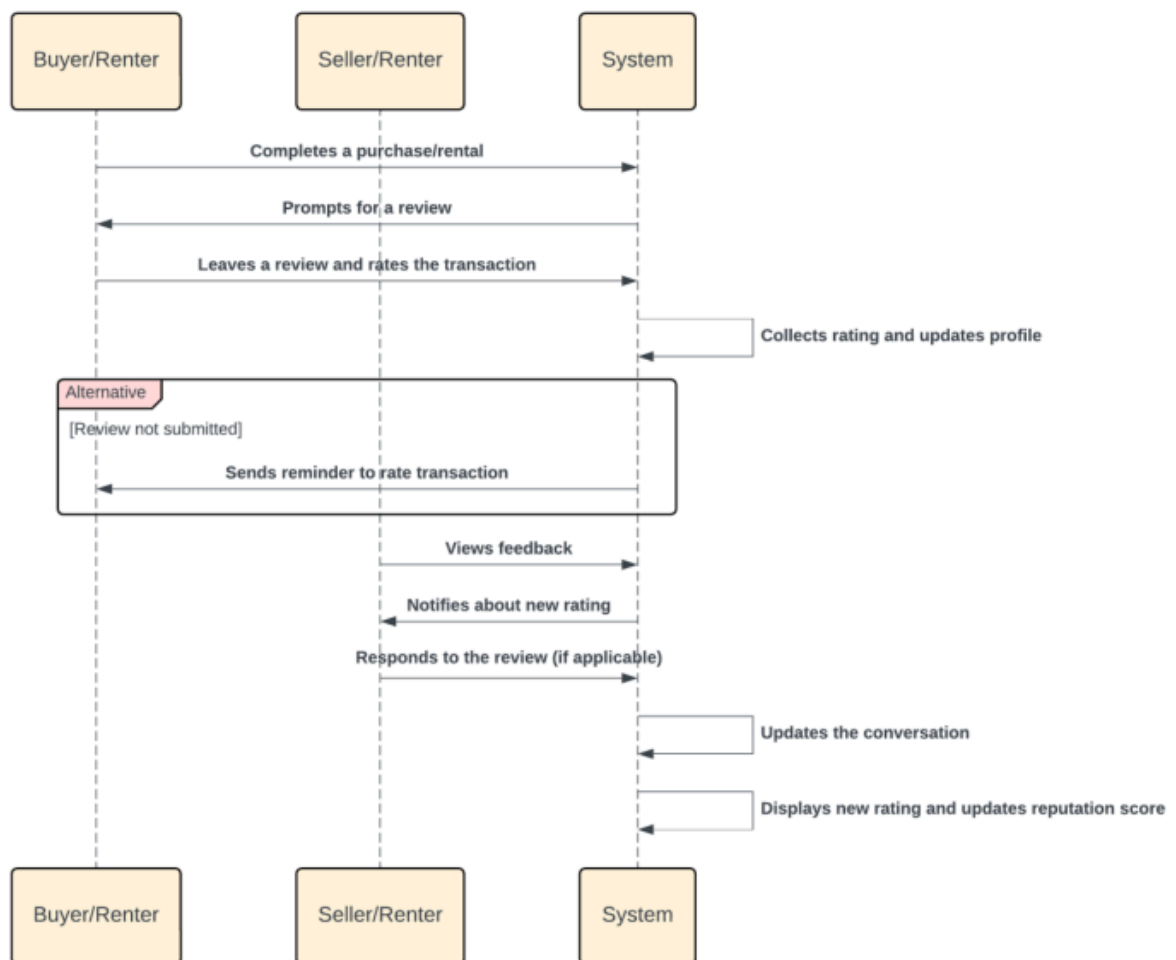 Buyer/Renter
Seller/Renter
System
Completes a purchase/rental
Prompts for a review
Leaves a review and rates the transaction
Collects rating and updates profile
Alternative
[Review not submitted]
Sends reminder to rate transaction
Views feedback
Notifies about new rating
Responds to the review (if applicable)
Updates the conversation
Displays new rating and updates reputation score
Buyer/Renter
Seller/Renter
System